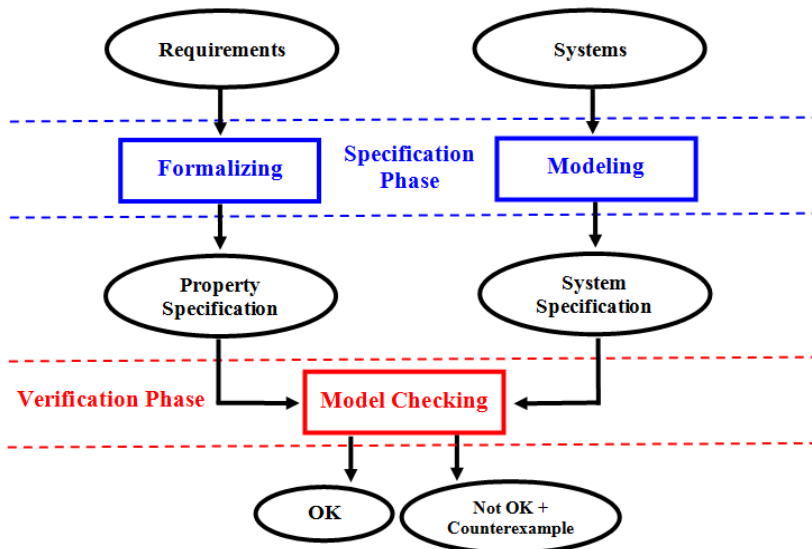 Requirements
Systems
Formalizing
Specification
Phase
Modeling
Property
Specification
System
Specification
Verification Phase
Model Checking
OK
Not OK +
Counterexample